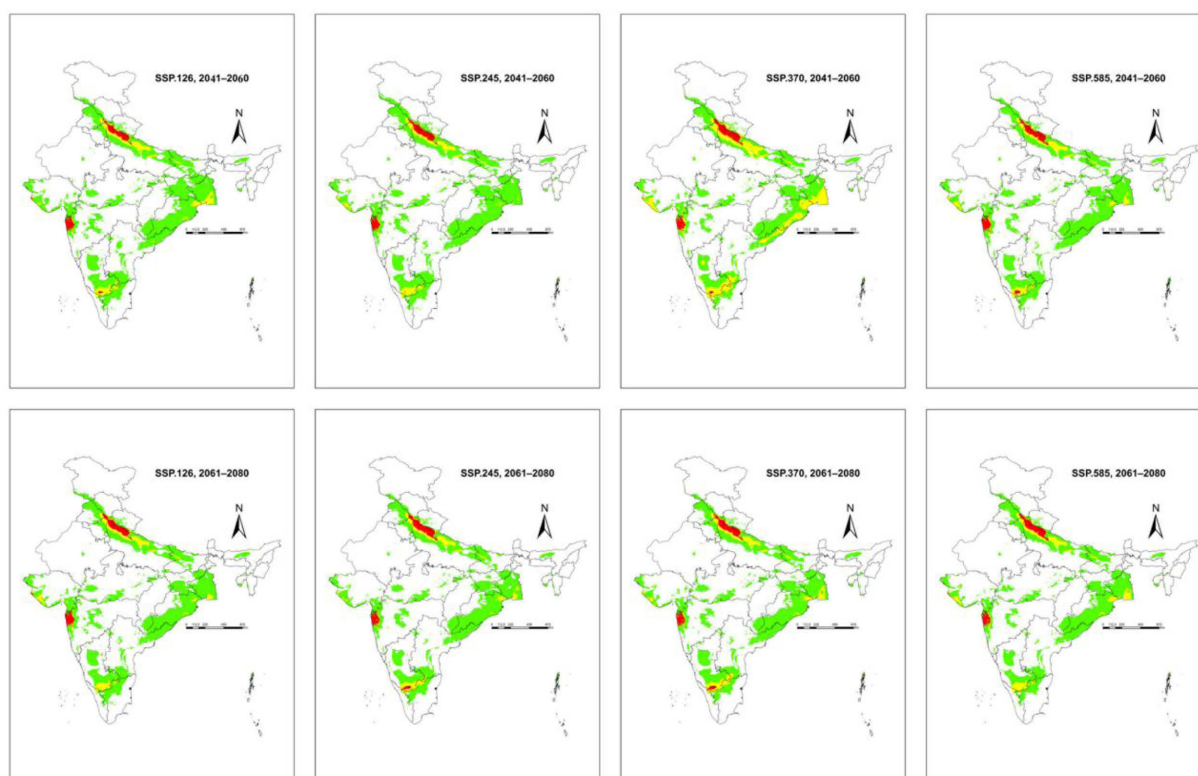 SSP.126, 2041–2060
N
SSP.245, 2041–2060
N
SSP.370, 2041–2060
N
SSP.585, 2041–2060
N
SSP.126, 2061–2080
N
SSP.245, 2061–2080
N
SSP.370, 2061–2080
N
SSP.585, 2061–2080
N